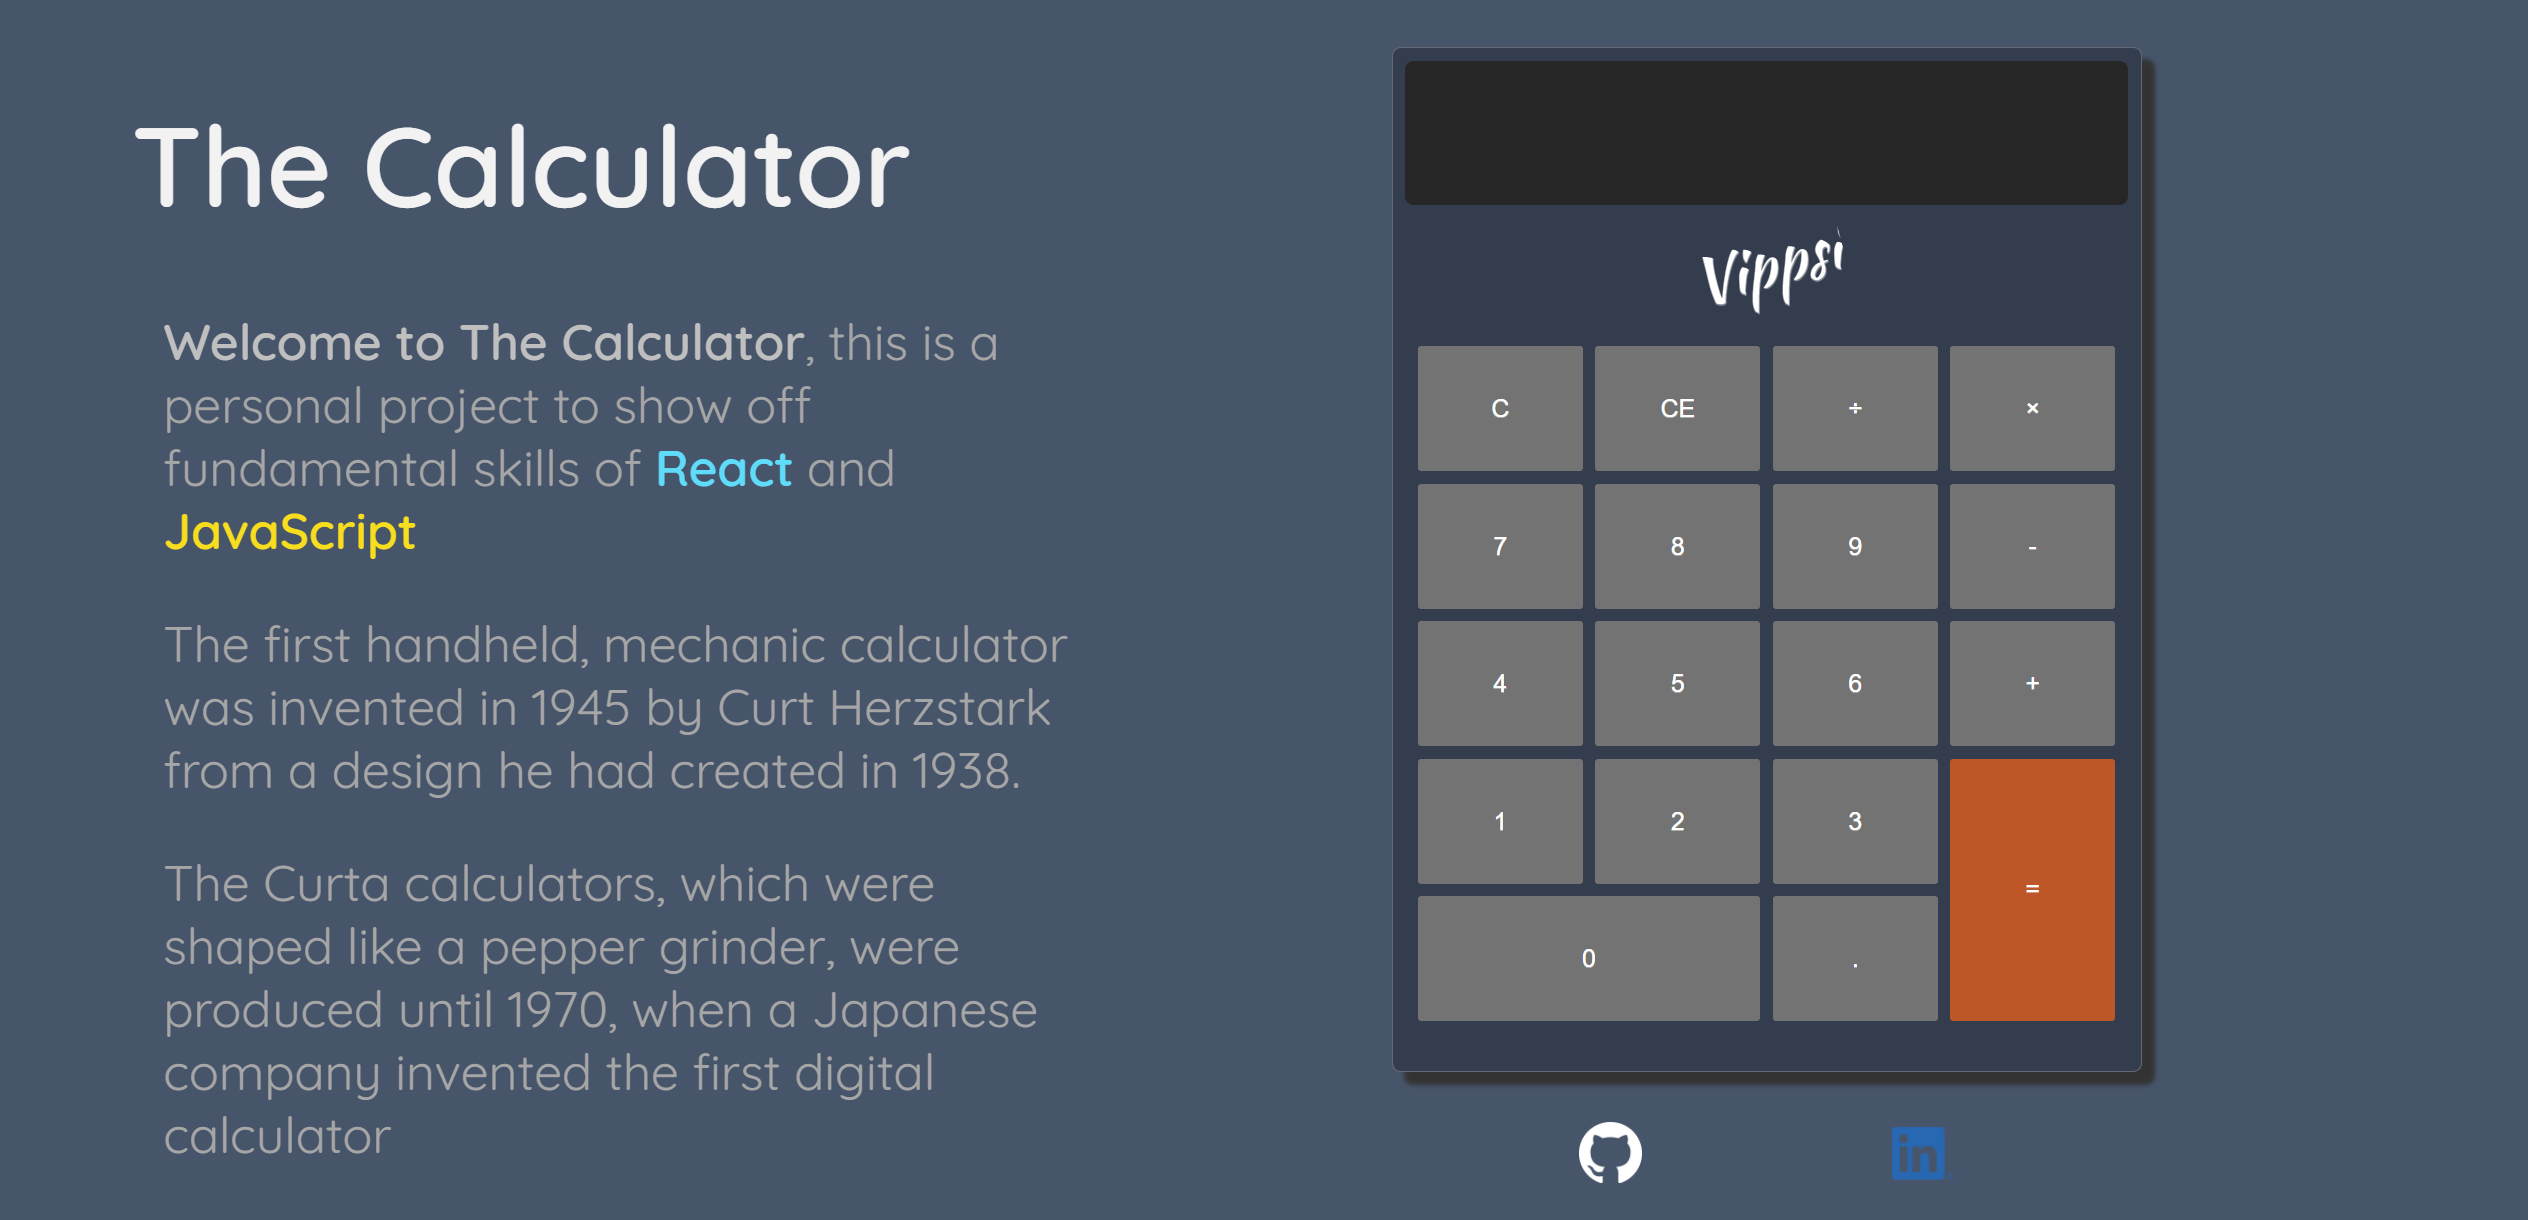 The Calculator
Welcome to The Calculator, this is a
personal project to show off
fundamental skills of React and
JavaScript
The first handheld, mechanic calculator
was invented in 1945 by Curt Herzstark
from a design he had created in 1938.
The Curta calculators, which were
shaped like a pepper grinder, were
produced until 1970, when a Japanese
company invented the first digital
calculator
Vippsi
C CE ÷ ×
7 8 9 -
4 5 6 +
1 2 3
=
0 .
in